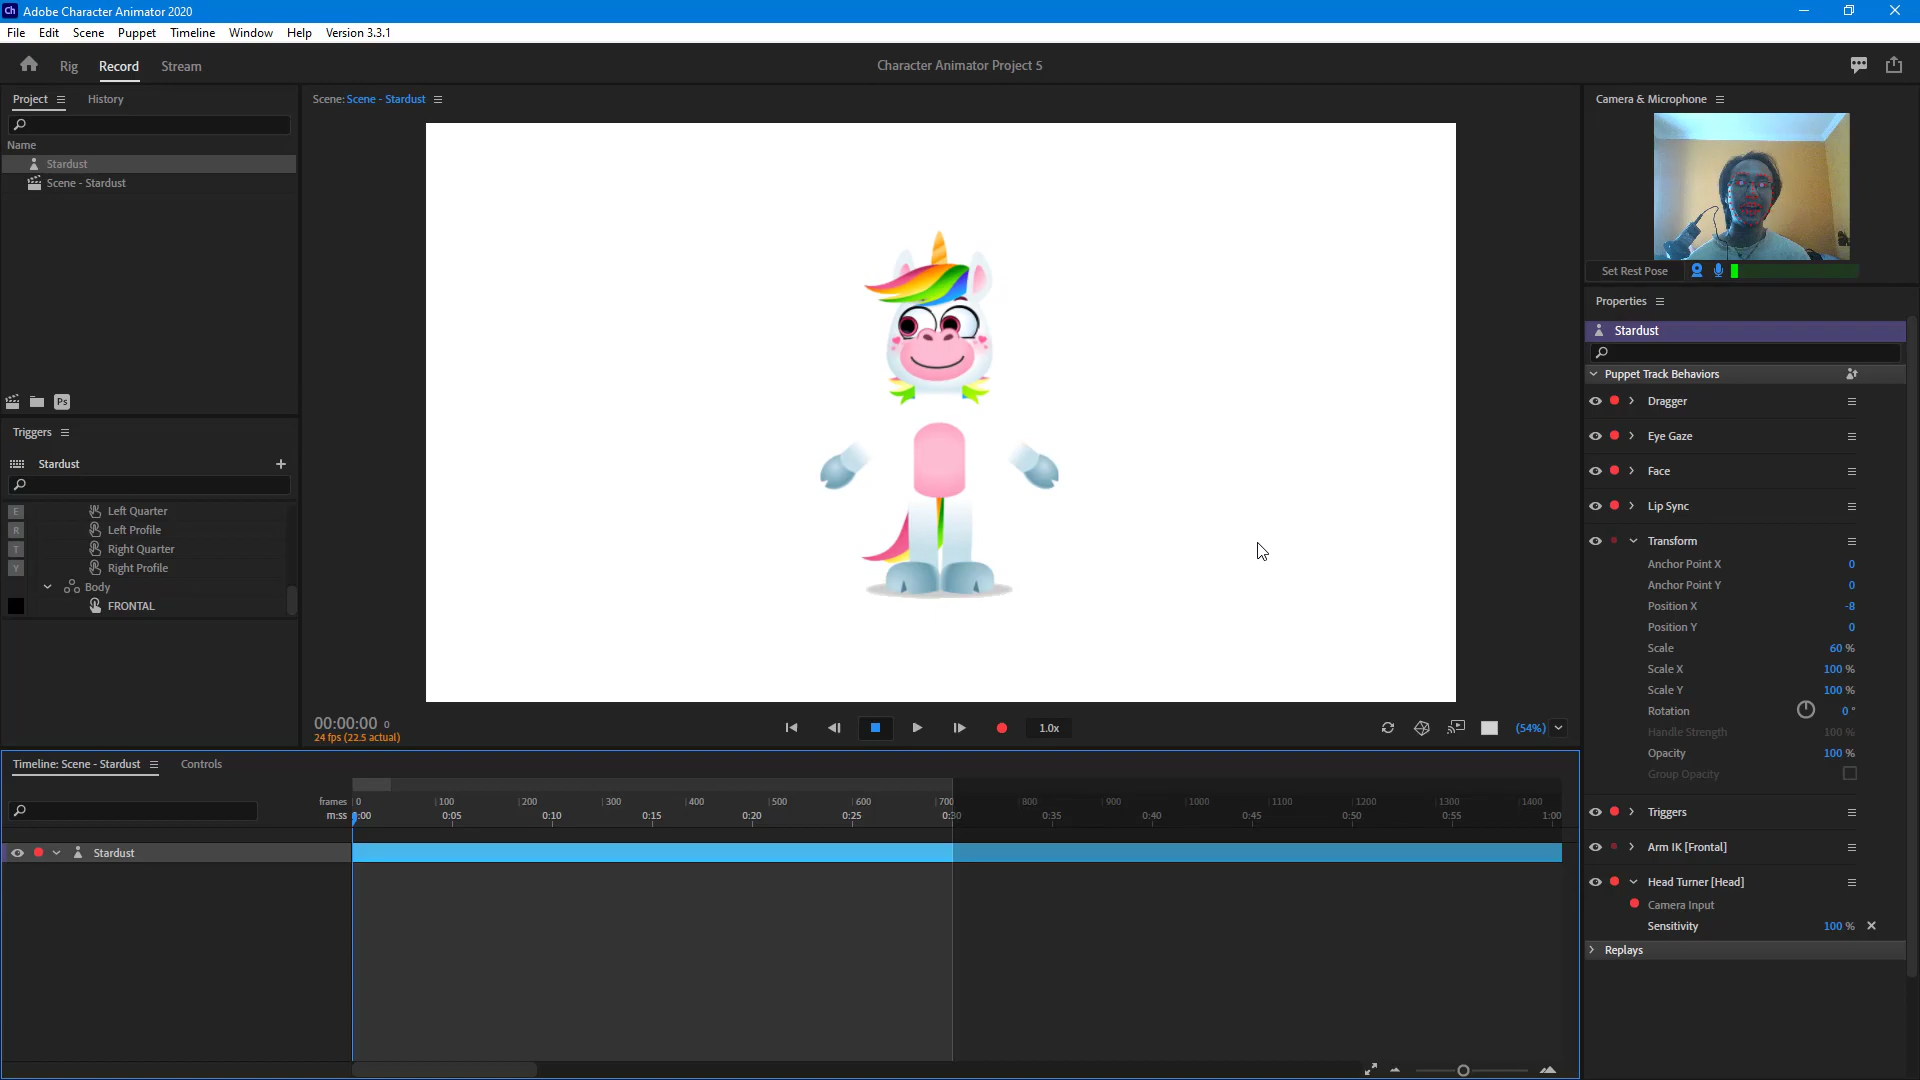 Ch Adobe Character Animator 2020
File Edit Scene Puppet Timeline Window Help Version 3.3.1
Rig Record Stream
Character Animator Project 5
Project History
Name
Stardust
Scene - Stardust
Ps
Triggers
Stardust
E Left Quarter
R Left Profile
T Right Quarter
Y Right Profile
Body
FRONTAL
Scene: Scene - Stardust
00:00:00 0
24 fps (22.5 actual)
1.0x
(54%)
Camera & Microphone
Set Rest Pose
Properties
Stardust
Puppet Track Behaviors
Dragger
Eye Gaze
Face
Lip Sync
Transform
Anchor Point X 0
Anchor Point Y 0
Position X -8
Position Y 0
Scale 60 %
Scale X 100 %
Scale Y 100 %
Rotation 0 °
Handle Strength 100 %
Opacity 100 %
Group Opacity
Triggers
Arm IK [Frontal]
Head Turner [Head]
Camera Input
Sensitivity 100 %
Replays
Timeline: Scene - Stardust Controls
frames 0 100 200 300 400 500 600 700 800 900 1000 1100 1200 1300 1400
m:ss 0:00 0:05 0:10 0:15 0:20 0:25 0:30 0:35 0:40 0:45 0:50 0:55 1:00
Stardust